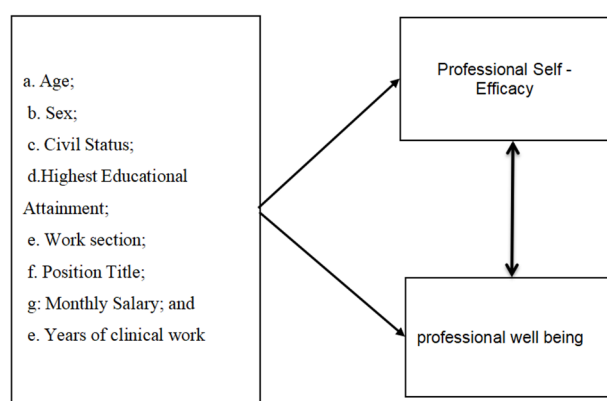 a. Age;
b. Sex;
c. Civil Status;
d.Highest Educational
Attainment;
e. Work section;
f. Position Title;
g: Monthly Salary; and
e. Years of clinical work
Professional Self -
Efficacy
professional well being